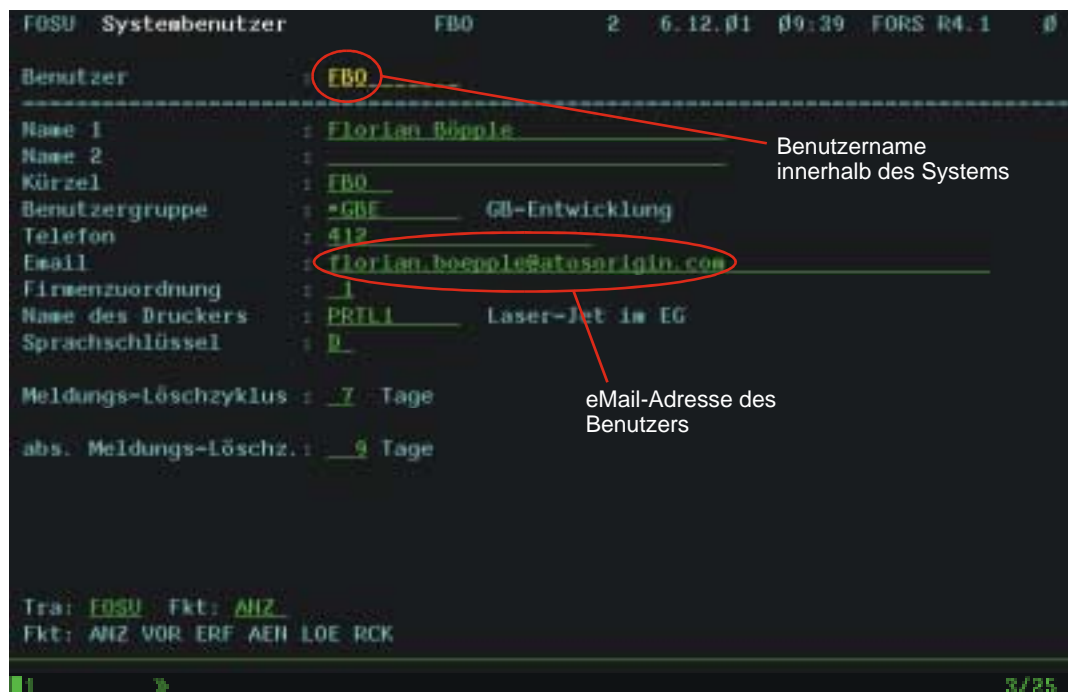 FOSU Systembenutzer FBO 2 6.12.01 09:39 FORS R4.1 0
Benutzer : FBO
Name 1 : Florian Böpple
Name 2 :
Kürzel : FBO
Benutzergruppe : *GBE GB-Entwicklung
Telefon : 412
Email : florian.boepple@atosorigin.com
Firmenzuordnung : 1
Name des Druckers : PRTL1 Laser-Jet im EG
Sprachschlüssel : D
Meldungs-Löschzyklus : 7 Tage
abs. Meldungs-Löschz.: 9 Tage
Benutzername
innerhalb des Systems
eMail-Adresse des
Benutzers
Tra: FOSU Fkt: ANZ
Fkt: ANZ VOR ERF AEN LOE RCK
1 3/25